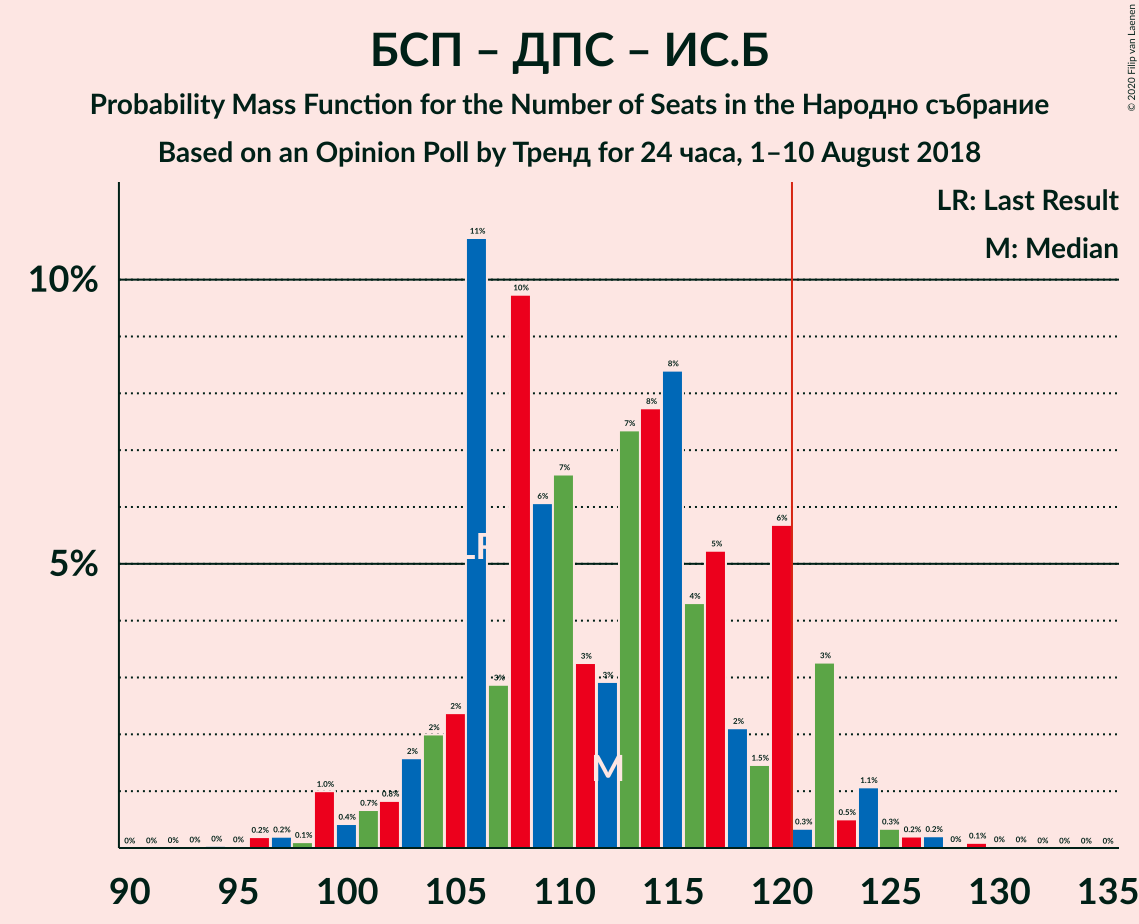 БСП – ДПС – ИС.Б
Probability Mass Function for the Number of Seats in the Народно събрание
Based on an Opinion Poll by Тренд for 24 часа, 1–10 August 2018
© 2020 Filip van Laenen
LR: Last Result
M: Median
10%
5%
0% 0% 0% 0% 0% 0% 0.2% 0.2% 0.1% 1.0% 0.4% 0.7% 0.8% 2% 2% 2% 11% 3% 10% 6% 7% 3% 3% 7% 8% 8% 4% 5% 2% 1.5% 6% 0.3% 3% 0.5% 1.1% 0.3% 0.2% 0.2% 0% 0.1% 0% 0% 0% 0% 0% 0%
LR
M
90 95 100 105 110 115 120 125 130 135